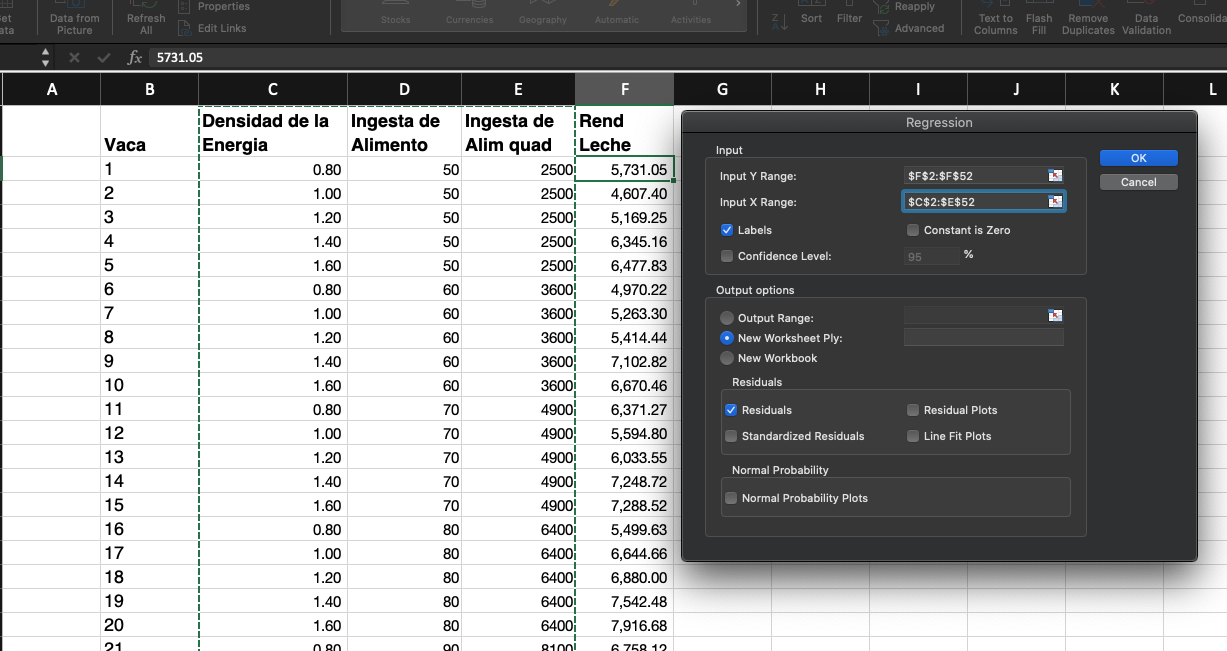 Properties
Data from
Picture
Refresh
All
Edit Links
Stocks
Currencies
Geography
Automatic
Activities
Sort
Filter
Reapply
Advanced
Text to
Columns
Flash
Fill
Remove
Duplicates
Data
Validation
fx 5731.05
A B C D E F G H I J K L
Vaca Densidad de la Energia Ingesta de Alimento Ingesta de Alim quad Rend Leche
1 0.80 50 2500 5,731.05
2 1.00 50 2500 4,607.40
3 1.20 50 2500 5,169.25
4 1.40 50 2500 6,345.16
5 1.60 50 2500 6,477.83
6 0.80 60 3600 4,970.22
7 1.00 60 3600 5,263.30
8 1.20 60 3600 5,414.44
9 1.40 60 3600 7,102.82
10 1.60 60 3600 6,670.46
11 0.80 70 4900 6,371.27
12 1.00 70 4900 5,594.80
13 1.20 70 4900 6,033.55
14 1.40 70 4900 7,248.72
15 1.60 70 4900 7,288.52
16 0.80 80 6400 5,499.63
17 1.00 80 6400 6,644.66
18 1.20 80 6400 6,880.00
19 1.40 80 6400 7,542.48
20 1.60 80 6400 7,916.68
21 0.80 90 8100 6,758.12
Regression
Input
Input Y Range: $F$2:$F$52
Input X Range: $C$2:$E$52
Labels
Constant is Zero
Confidence Level: 95 %
OK
Cancel
Output options
Output Range:
New Worksheet Ply:
New Workbook
Residuals
Residuals
Residual Plots
Standardized Residuals
Line Fit Plots
Normal Probability
Normal Probability Plots